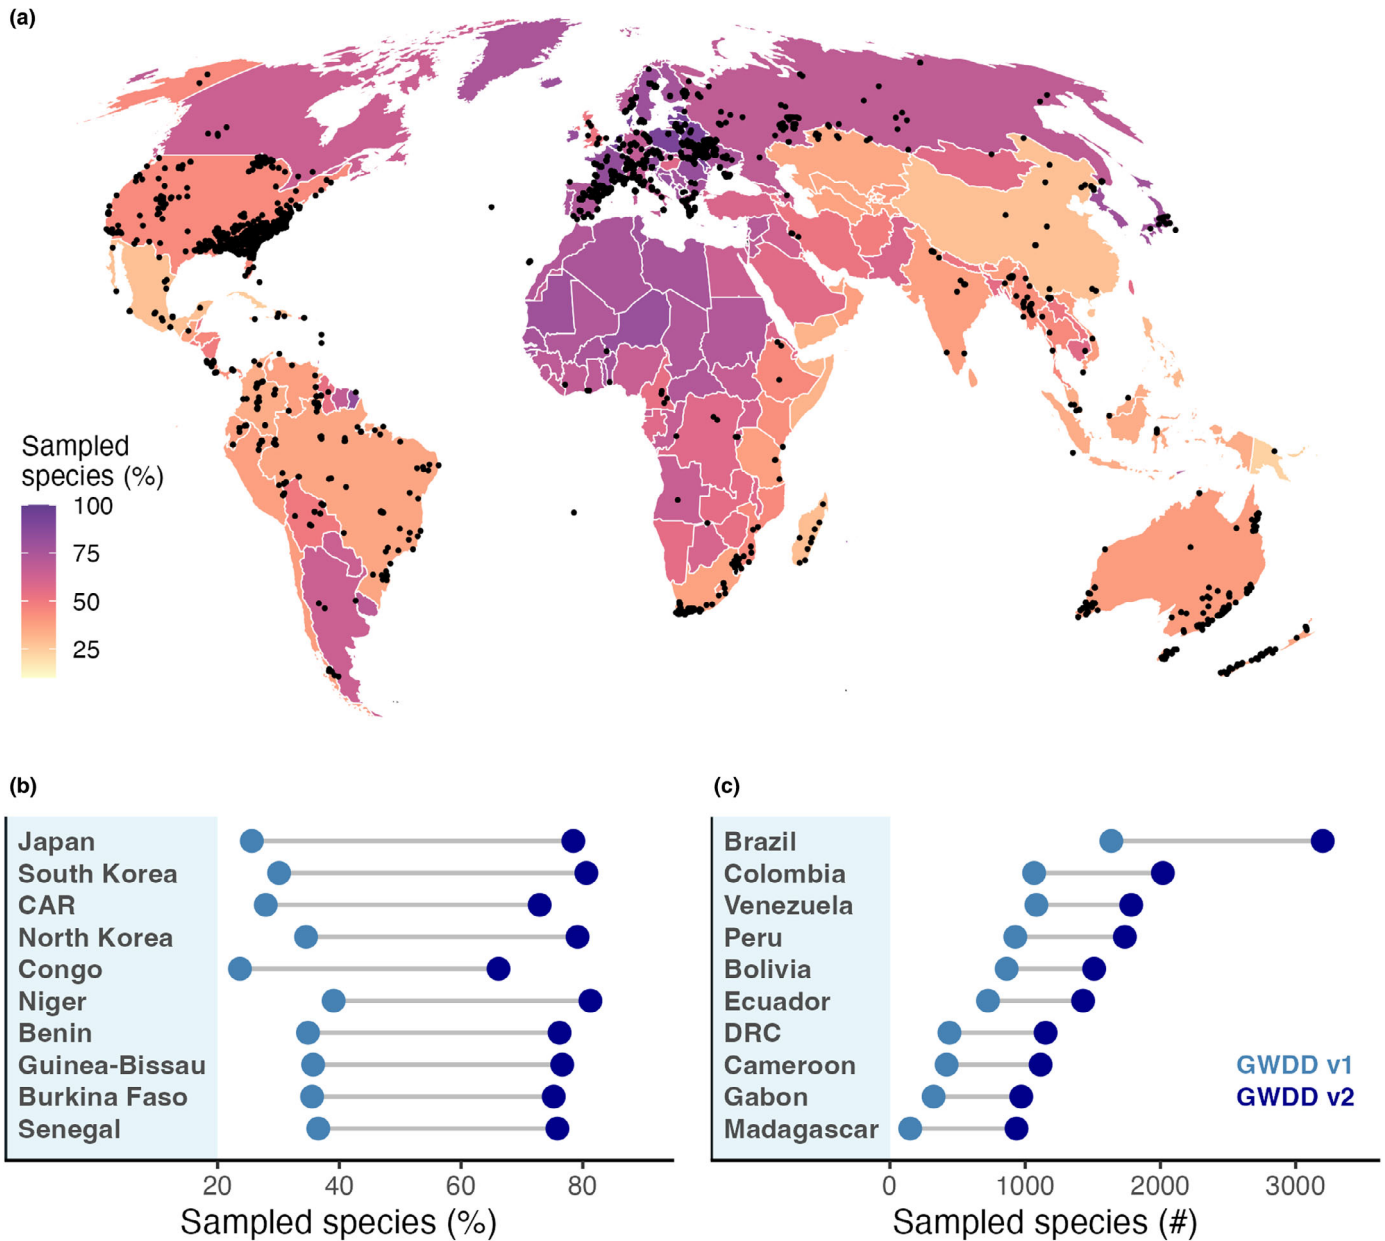 (a)
Sampled
species (%)
100
75
50
25
(b)
Japan
South Korea
CAR
North Korea
Congo
Niger
Benin
Guinea-Bissau
Burkina Faso
Senegal
20 40 60 80
Sampled species (%)
(c)
Brazil
Colombia
Venezuela
Peru
Bolivia
Ecuador
DRC
Cameroon
Gabon
Madagascar
GWDD v1
GWDD v2
0 1000 2000 3000
Sampled species (#)